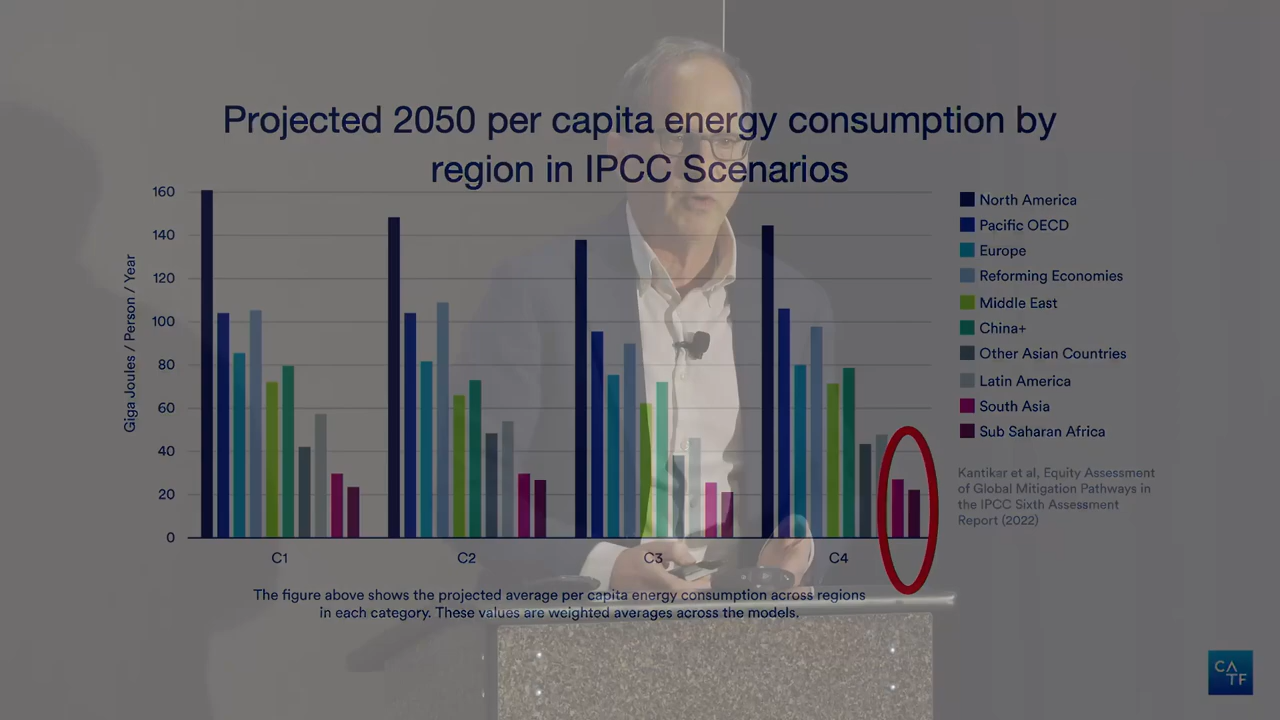 Projected 2050 per capita energy consumption by
region in IPCC Scenarios
Giga Joules / Person / Year
160
140
120
100
80
60
40
20
0
C1
C2
C3
C4
North America
Pacific OECD
Europe
Reforming Economies
Middle East
China+
Other Asian Countries
Latin America
South Asia
Sub Saharan Africa
Kantikar et al, Equity Assessment
of Global Mitigation Pathways in
the IPCC Sixth Assessment
Report (2022)
The figure above shows the projected average per capita energy consumption across regions
in each category. These values are weighted averages across the models.
CA
TF